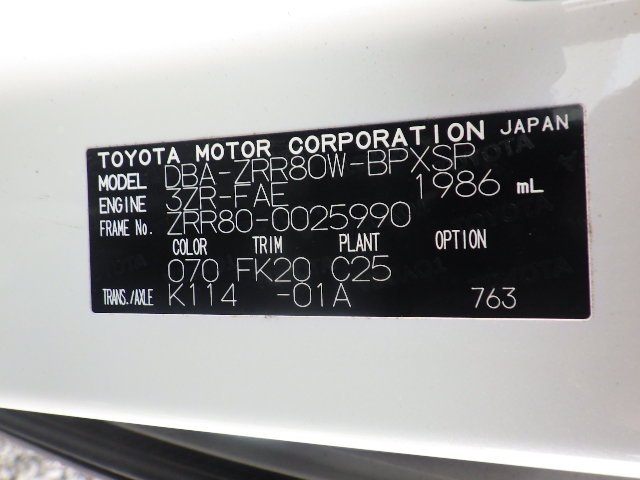 TOYOTA MOTOR CORPORATION JAPAN
MODEL DBA-ZRR80W-BPXSP
ENGINE 3ZR-FAE 1986 mL
FRAME No. ZRR80-0025990
COLOR TRIM PLANT OPTION
070 FK20 C25
TRANS./AXLE K114 -01A 763